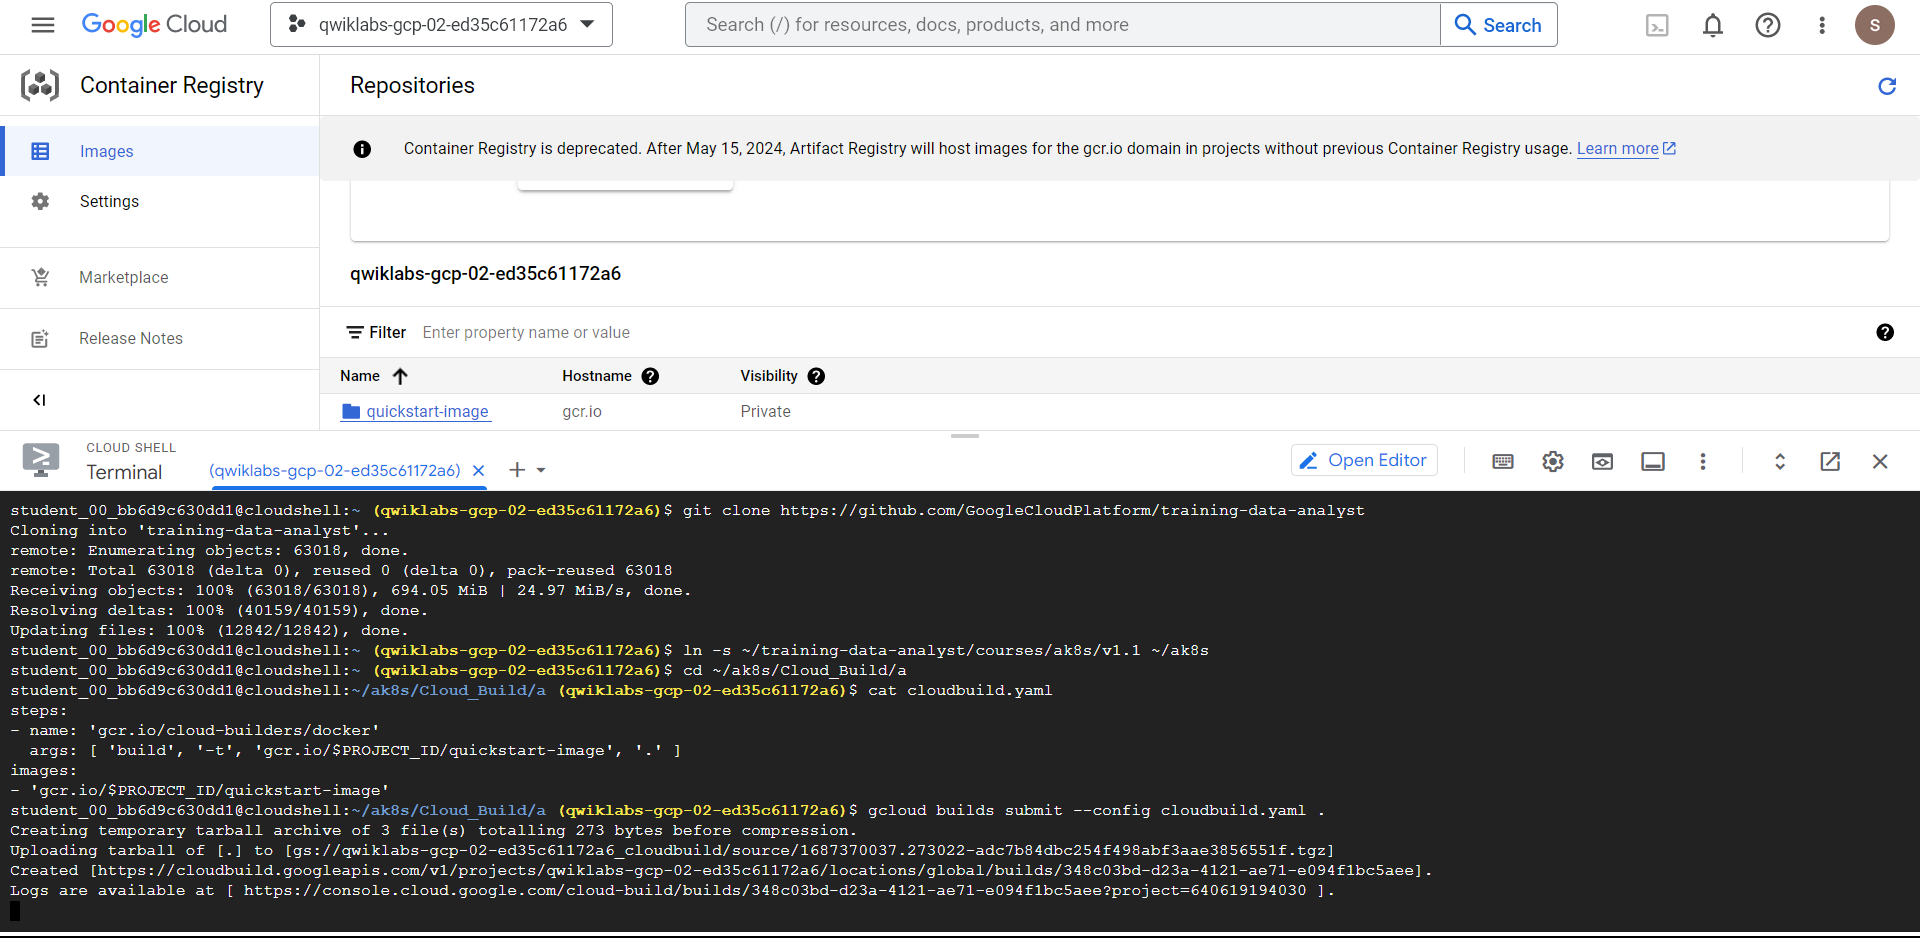 Google Cloud
qwiklabs-gcp-02-ed35c61172a6
Search (/) for resources, docs, products, and more
Search
S
Container Registry
Repositories
Images
Container Registry is deprecated. After May 15, 2024, Artifact Registry will host images for the gcr.io domain in projects without previous Container Registry usage. Learn more
Settings
qwiklabs-gcp-02-ed35c61172a6
Marketplace
Filter Enter property name or value
Release Notes
Name Hostname Visibility
quickstart-image gcr.io Private
CLOUD SHELL
Terminal
(qwiklabs-gcp-02-ed35c61172a6)
Open Editor
student_00_bb6d9c630dd1@cloudshell:~ (qwiklabs-gcp-02-ed35c61172a6)$ git clone https://github.com/GoogleCloudPlatform/training-data-analyst
Cloning into 'training-data-analyst'...
remote: Enumerating objects: 63018, done.
remote: Total 63018 (delta 0), reused 0 (delta 0), pack-reused 63018
Receiving objects: 100% (63018/63018), 694.05 MiB | 24.97 MiB/s, done.
Resolving deltas: 100% (40159/40159), done.
Updating files: 100% (12842/12842), done.
student_00_bb6d9c630dd1@cloudshell:~ (qwiklabs-gcp-02-ed35c61172a6)$ ln -s ~/training-data-analyst/courses/ak8s/v1.1 ~/ak8s
student_00_bb6d9c630dd1@cloudshell:~ (qwiklabs-gcp-02-ed35c61172a6)$ cd ~/ak8s/Cloud_Build/a
student_00_bb6d9c630dd1@cloudshell:~/ak8s/Cloud_Build/a (qwiklabs-gcp-02-ed35c61172a6)$ cat cloudbuild.yaml
steps:
- name: 'gcr.io/cloud-builders/docker'
  args: [ 'build', '-t', 'gcr.io/$PROJECT_ID/quickstart-image', '.' ]
images:
- 'gcr.io/$PROJECT_ID/quickstart-image'
student_00_bb6d9c630dd1@cloudshell:~/ak8s/Cloud_Build/a (qwiklabs-gcp-02-ed35c61172a6)$ gcloud builds submit --config cloudbuild.yaml .
Creating temporary tarball archive of 3 file(s) totalling 273 bytes before compression.
Uploading tarball of [.] to [gs://qwiklabs-gcp-02-ed35c61172a6_cloudbuild/source/1687370037.273022-adc7b84dbc254f498abf3aae3856551f.tgz]
Created [https://cloudbuild.googleapis.com/v1/projects/qwiklabs-gcp-02-ed35c61172a6/locations/global/builds/348c03bd-d23a-4121-ae71-e094f1bc5aee].
Logs are available at [ https://console.cloud.google.com/cloud-build/builds/348c03bd-d23a-4121-ae71-e094f1bc5aee?project=640619194030 ].